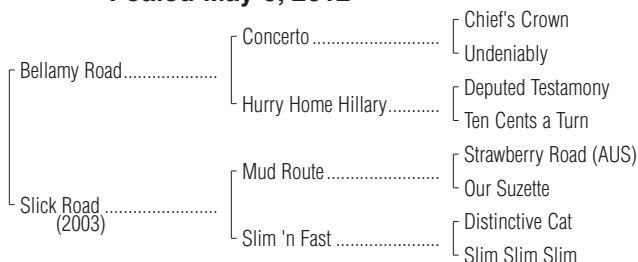 Foaled May 2012
Chief's Crown
Concerto
Undeniably
Bellamy Road
Deputed Testamony
Hurry Home Hillary
Ten Cents a Turn
Strawberry Road (AUS)
Mud Route
Our Suzette
Slick Road
(2003)
Distinctive Cat
Slim 'n Fast
Slim Slim Slim